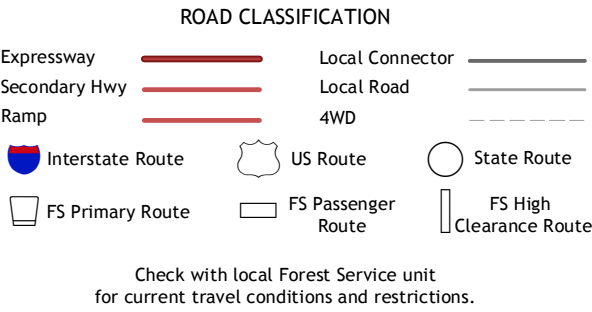 ROAD CLASSIFICATION
Expressway
Local Connector
Secondary Hwy
Local Road
Ramp
4WD
Interstate Route
US Route
State Route
FS Primary Route
FS Passenger
Route
FS High
Clearance Route
Check with local Forest Service unit
for current travel conditions and restrictions.